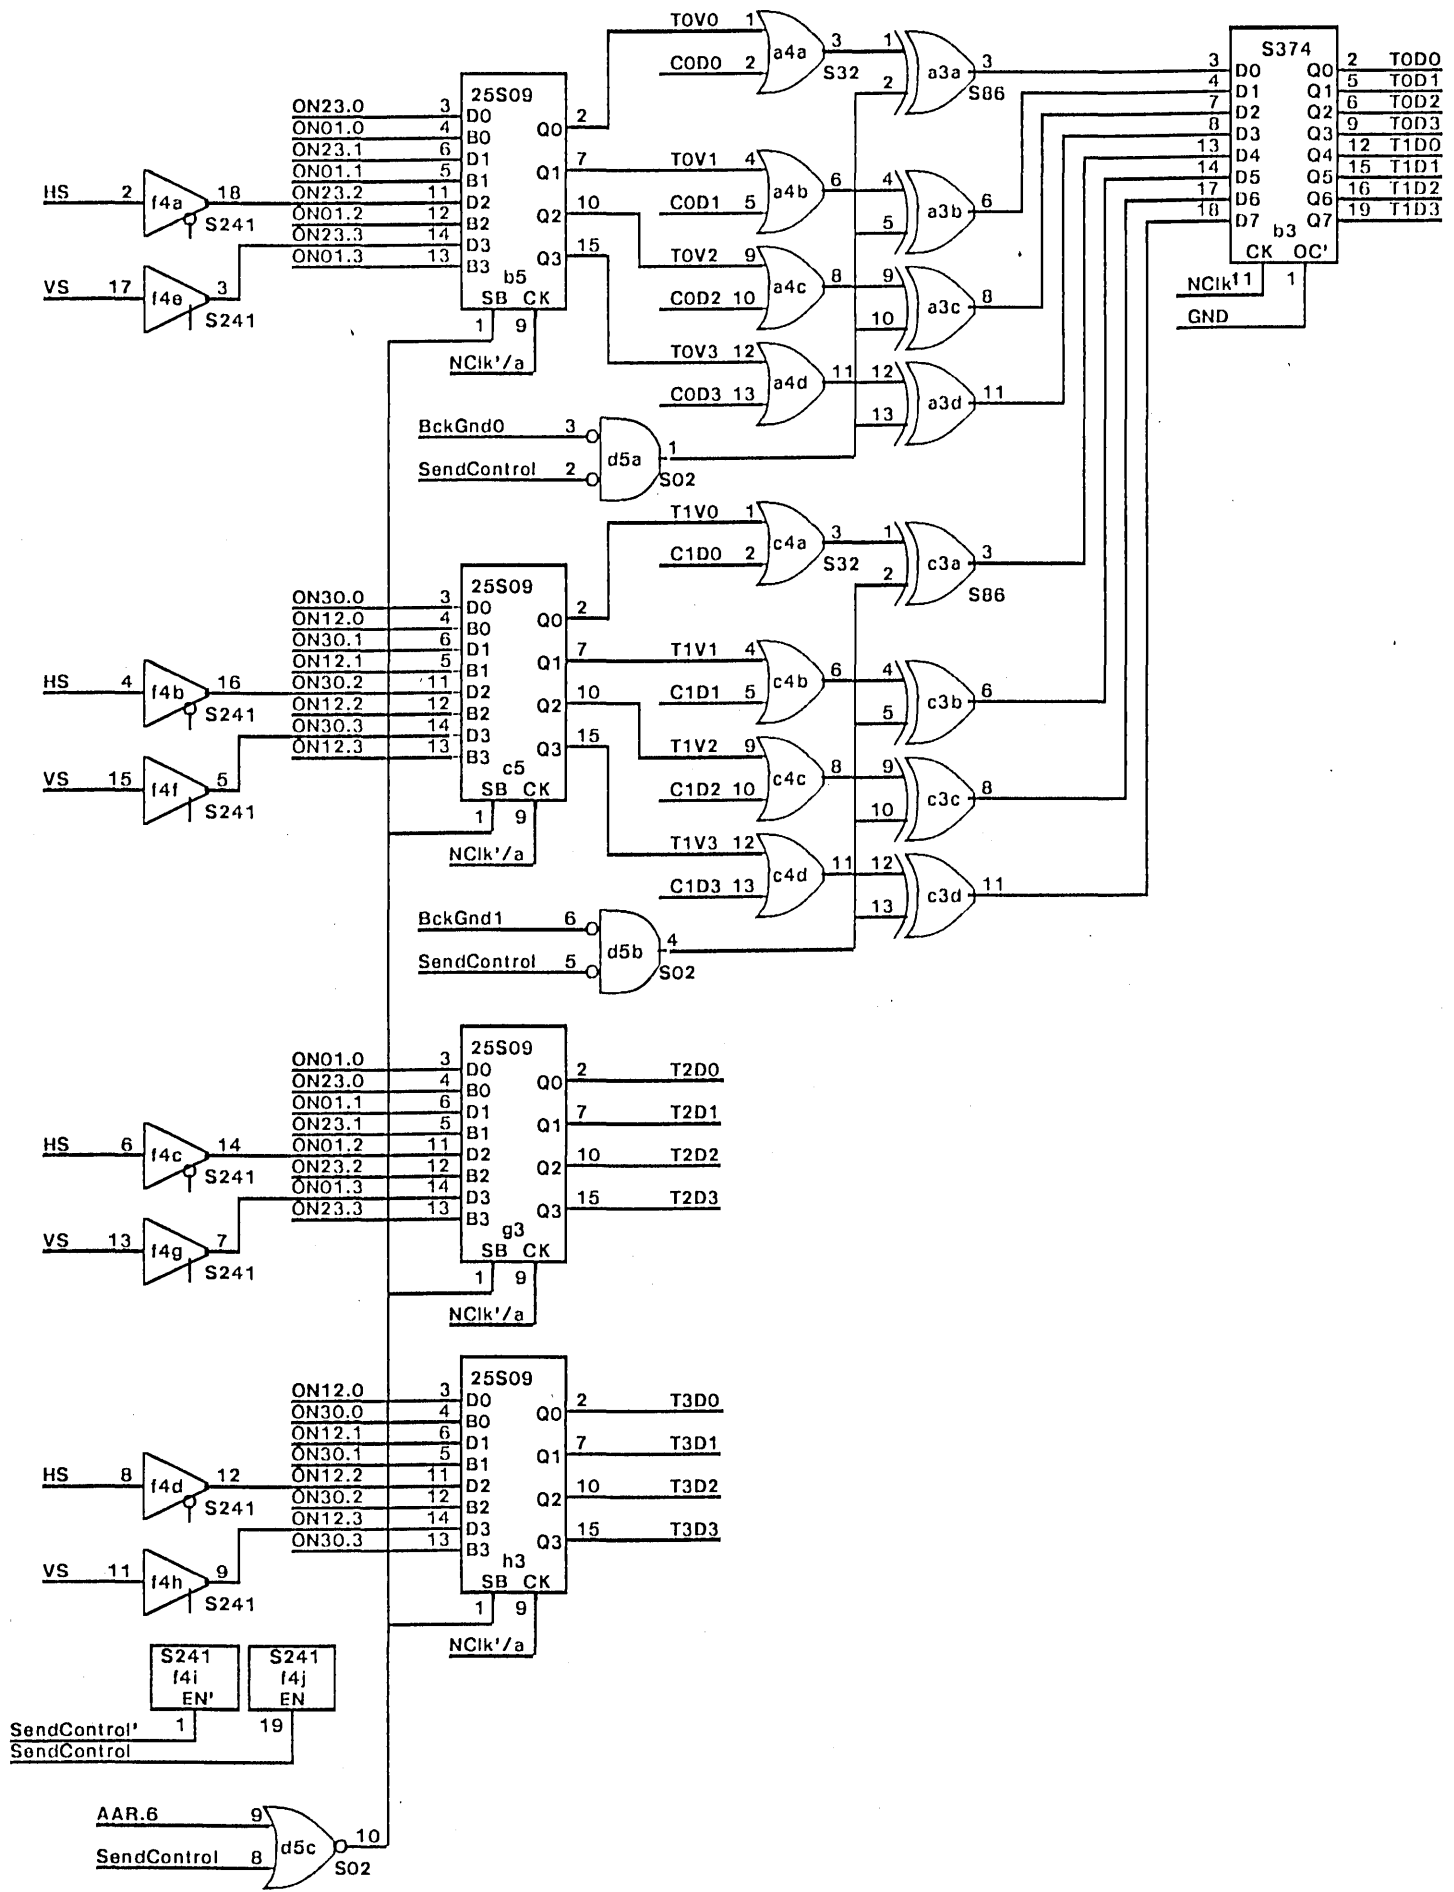 TOV0 1
a4a
3
S32
COD0 2
1
a3a
3
S86
2
S374
3 D0 Q0 2 TOD0
4 D1 Q1 5 TOD1
7 D2 Q2 6 TOD2
8 D3 Q3 9 TOD3
13 D4 Q4 12 T1D0
14 D5 Q5 15 T1D1
17 D6 Q6 16 T1D2
18 D7 Q7 19 T1D3
b3
CK OC'
NClk 11 1
GND
25S09
ON23.0 3 D0
ON01.0 4 B0
ON23.1 6 D1
ON01.1 5 B1
ON23.2 11 D2
ON01.2 12 B2
ON23.3 14 D3
ON01.3 13 B3
Q0 2
Q1 7
Q2 10
Q3 15
b5
SB CK
1 9
NClk'/a
HS 2 f4a 18
S241
VS 17 f4e 3
S241
TOV1 4
COD1 5
a4b 6
4
5
a3b 6
TOV2 9
COD2 10
a4c 8
9
10
a3c 8
TOV3 12
COD3 13
a4d 11
12
13
a3d 11
BckGnd0 3
SendControl 2
d5a 1
S02
T1V0 1
C1D0 2
c4a 3
S32
1
2
c3a 3
S86
25S09
ON30.0 3 D0
ON12.0 4 B0
ON30.1 6 D1
ON12.1 5 B1
ON30.2 11 D2
ON12.2 12 B2
ON30.3 14 D3
ON12.3 13 B3
Q0 2
Q1 7
Q2 10
Q3 15
c5
SB CK
1 9
NClk'/a
HS 4 f4b 16
S241
VS 15 f4f 5
S241
T1V1 4
C1D1 5
c4b 6
4
5
c3b 6
T1V2 9
C1D2 10
c4c 8
9
10
c3c 8
T1V3 12
C1D3 13
c4d 11
12
13
c3d 11
BckGnd1 6
SendControl 5
d5b 4
S02
25S09
ON01.0 3 D0
ON23.0 4 B0
ON01.1 6 D1
ON23.1 5 B1
ON01.2 11 D2
ON23.2 12 B2
ON01.3 14 D3
ON23.3 13 B3
Q0 2 T2D0
Q1 7 T2D1
Q2 10 T2D2
Q3 15 T2D3
g3
SB CK
1 9
NClk'/a
HS 6 f4c 14
S241
VS 13 f4g 7
S241
25S09
ON12.0 3 D0
ON30.0 4 B0
ON12.1 6 D1
ON30.1 5 B1
ON12.2 11 D2
ON30.2 12 B2
ON12.3 14 D3
ON30.3 13 B3
Q0 2 T3D0
Q1 7 T3D1
Q2 10 T3D2
Q3 15 T3D3
h3
SB CK
1 9
NClk'/a
HS 8 f4d 12
S241
VS 11 f4h 9
S241
S241
f4i
EN'
S241
f4j
EN
SendControl' 1
SendControl 19
AAR.6 9
SendControl 8
d5c 10
S02